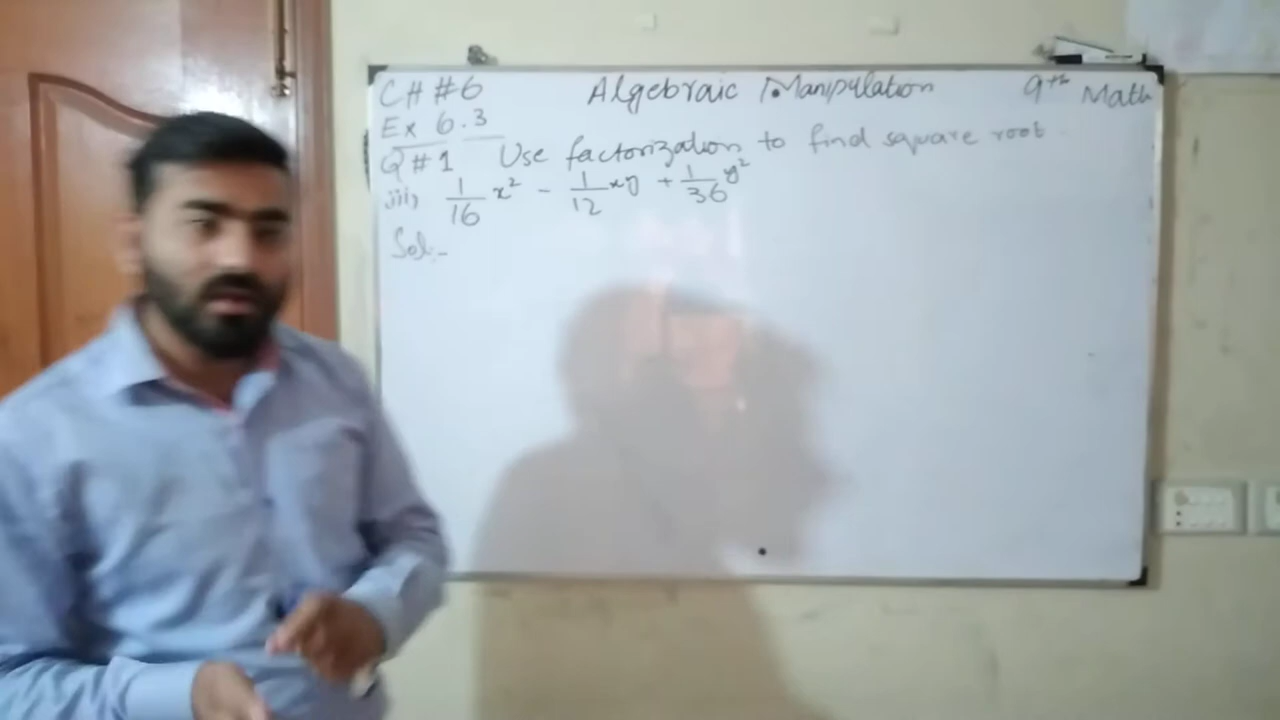 CH #6 Algebraic Manipulation 9th Math
Ex 6.3
Q#1 Use factorization to find square root
iii) 1/16 x² - 1/12 xy + 1/36 y²
Sol:-